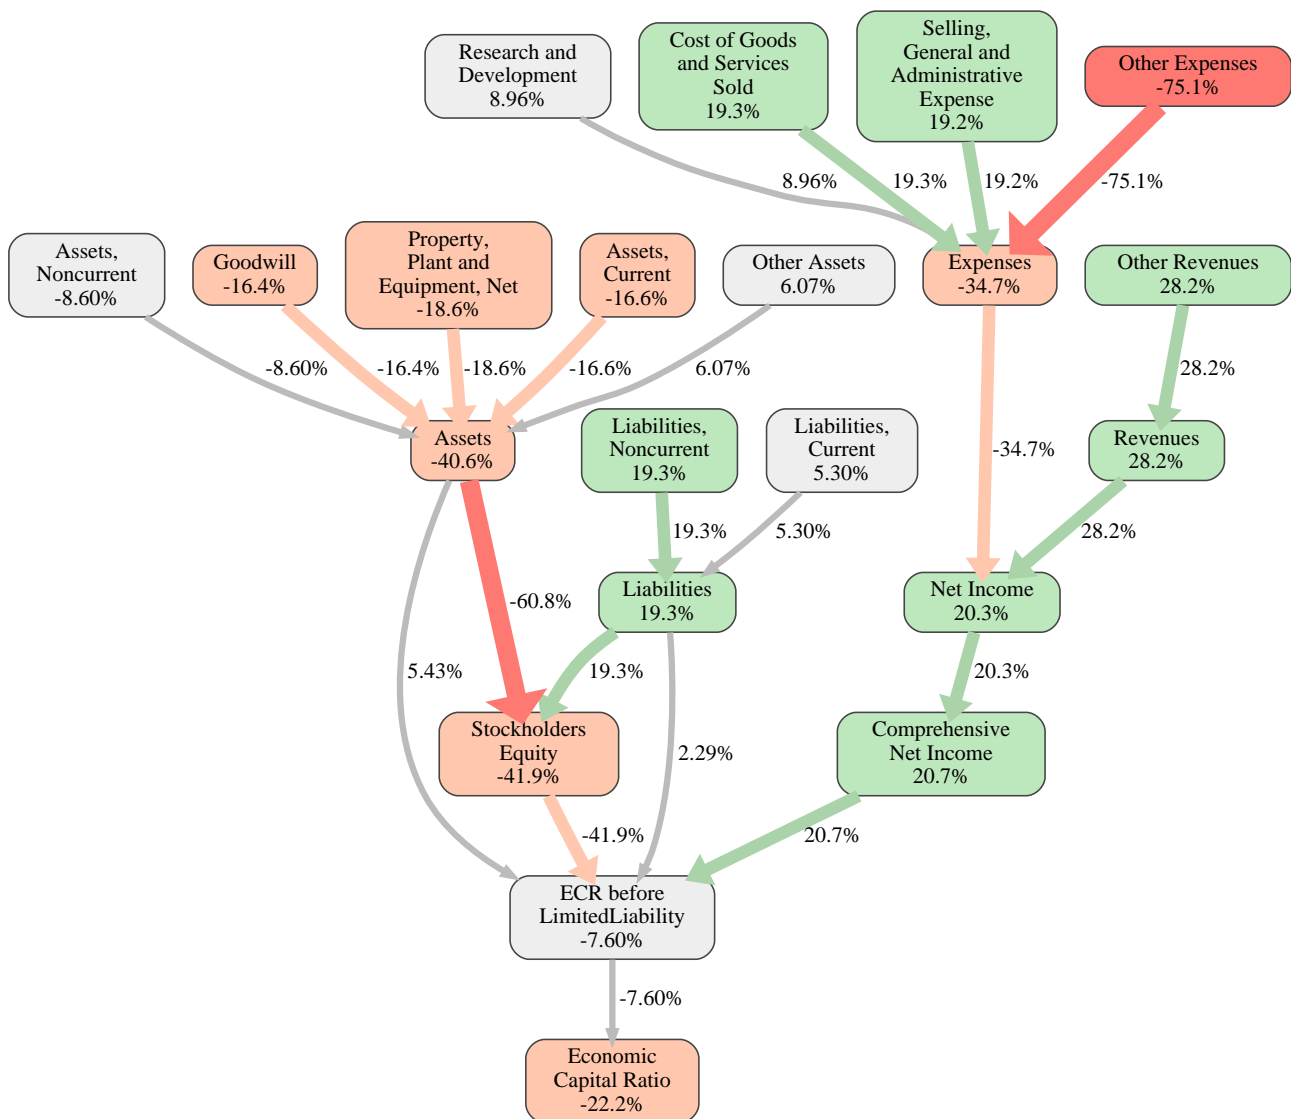 Research and
Development
8.96%
Cost of Goods
and Services
Sold
19.3%
Selling,
General and
Administrative
Expense
19.2%
Other Expenses
-75.1%
8.96%
19.3%
19.2%
-75.1%
Assets,
Noncurrent
-8.60%
Goodwill
-16.4%
Property,
Plant and
Equipment, Net
-18.6%
Assets,
Current
-16.6%
Other Assets
6.07%
Expenses
-34.7%
Other Revenues
28.2%
-8.60%
-16.4%
-18.6%
-16.6%
6.07%
28.2%
Assets
-40.6%
Liabilities,
Noncurrent
19.3%
Liabilities,
Current
5.30%
-34.7%
Revenues
28.2%
19.3%
5.30%
28.2%
-60.8%
Liabilities
19.3%
Net Income
20.3%
5.43%
19.3%
20.3%
Stockholders
Equity
-41.9%
2.29%
Comprehensive
Net Income
20.7%
-41.9%
20.7%
ECR before
LimitedLiability
-7.60%
-7.60%
Economic
Capital Ratio
-22.2%